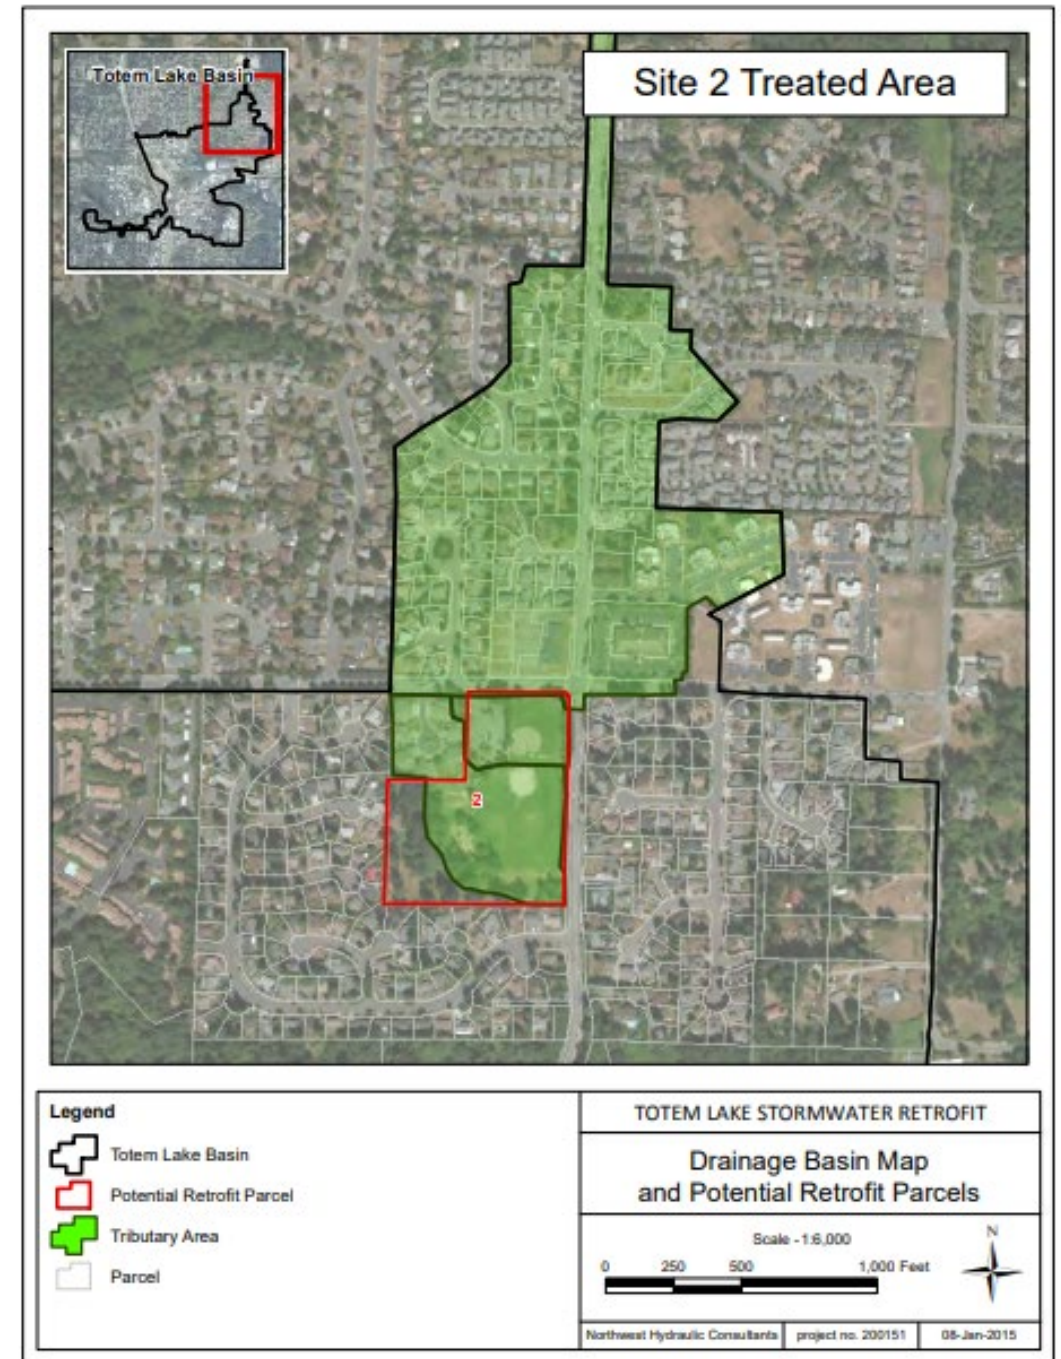 Totem Lake Basin
Site 2 Treated Area
2
Legend
Totem Lake Basin
Potential Retrofit Parcel
Tributary Area
Parcel
TOTEM LAKE STORMWATER RETROFIT
Drainage Basin Map
and Potential Retrofit Parcels
Scale - 1:6,000
0 250 500 1,000 Feet
N
Northwest Hydraulic Consultants project no. 200151 08-Jan-2015